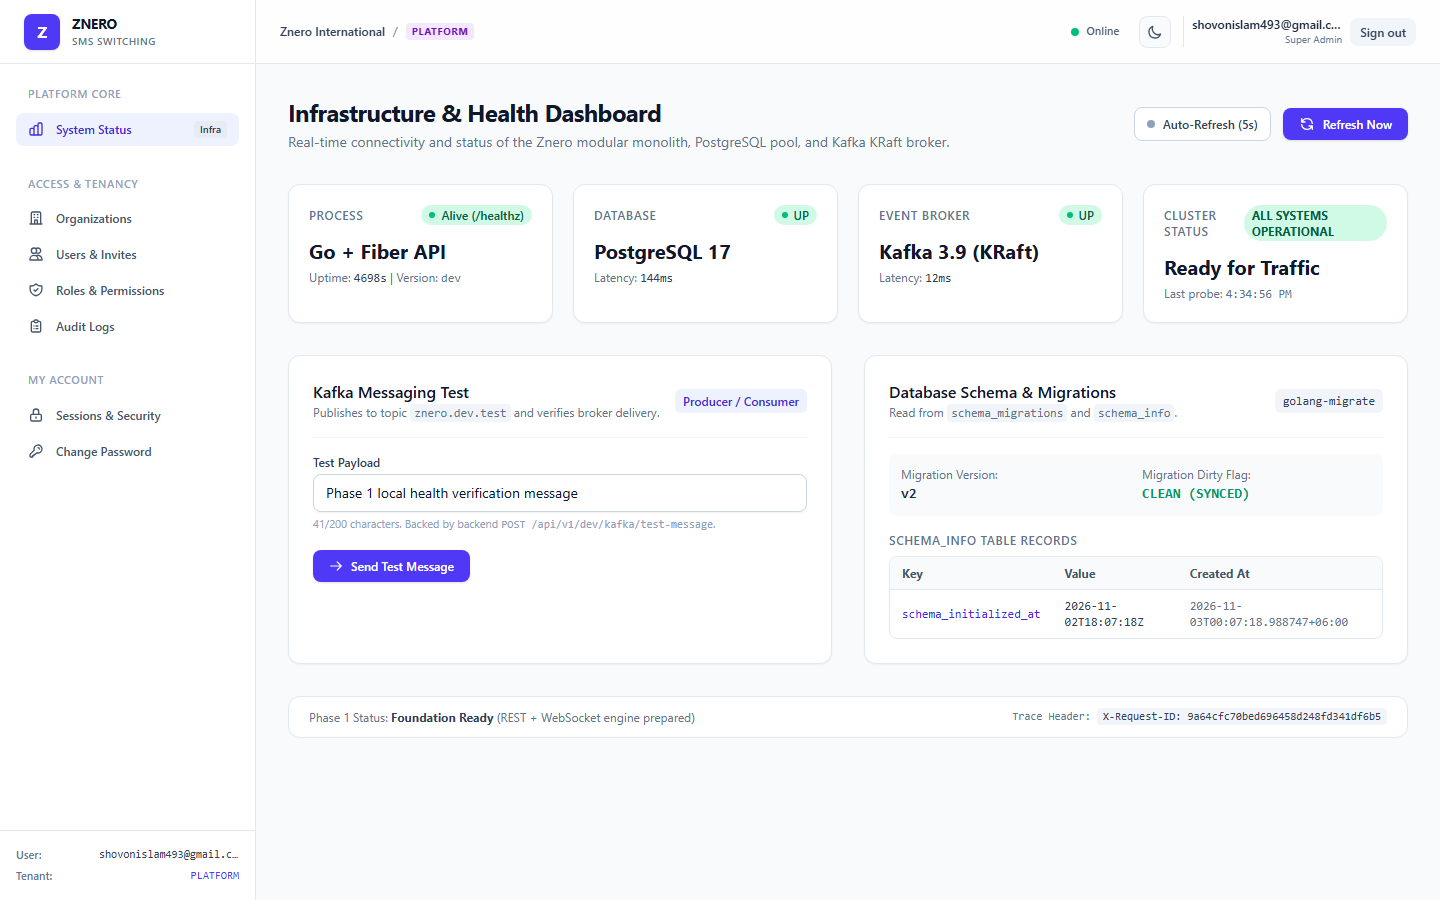 Z
ZNERO
SMS SWITCHING
Znero International / PLATFORM
Online
shovonislam493@gmail.c...
Super Admin
Sign out
PLATFORM CORE
System Status
Infra
ACCESS & TENANCY
Organizations
Users & Invites
Roles & Permissions
Audit Logs
MY ACCOUNT
Sessions & Security
Change Password
User: shovonislam493@gmail.c…
Tenant: PLATFORM
Infrastructure & Health Dashboard
Real-time connectivity and status of the Znero modular monolith, PostgreSQL pool, and Kafka KRaft broker.
Auto-Refresh (5s)
Refresh Now
PROCESS
Alive (/healthz)
Go + Fiber API
Uptime: 4698s | Version: dev
DATABASE
UP
PostgreSQL 17
Latency: 144ms
EVENT BROKER
UP
Kafka 3.9 (KRaft)
Latency: 12ms
CLUSTER
STATUS
ALL SYSTEMS
OPERATIONAL
Ready for Traffic
Last probe: 4:34:56 PM
Kafka Messaging Test
Publishes to topic znero.dev.test and verifies broker delivery.
Producer / Consumer
Test Payload
Phase 1 local health verification message
41/200 characters. Backed by backend POST /api/v1/dev/kafka/test-message.
Send Test Message
Database Schema & Migrations
Read from schema_migrations and schema_info.
golang-migrate
Migration Version:
v2
Migration Dirty Flag:
CLEAN (SYNCED)
SCHEMA_INFO TABLE RECORDS
Key Value Created At
schema_initialized_at
2026-11-
02T18:07:18Z
2026-11-
03T00:07:18.988747+06:00
Phase 1 Status: Foundation Ready (REST + WebSocket engine prepared)
Trace Header: X-Request-ID: 9a64cfc70bed696458d248fd341df6b5